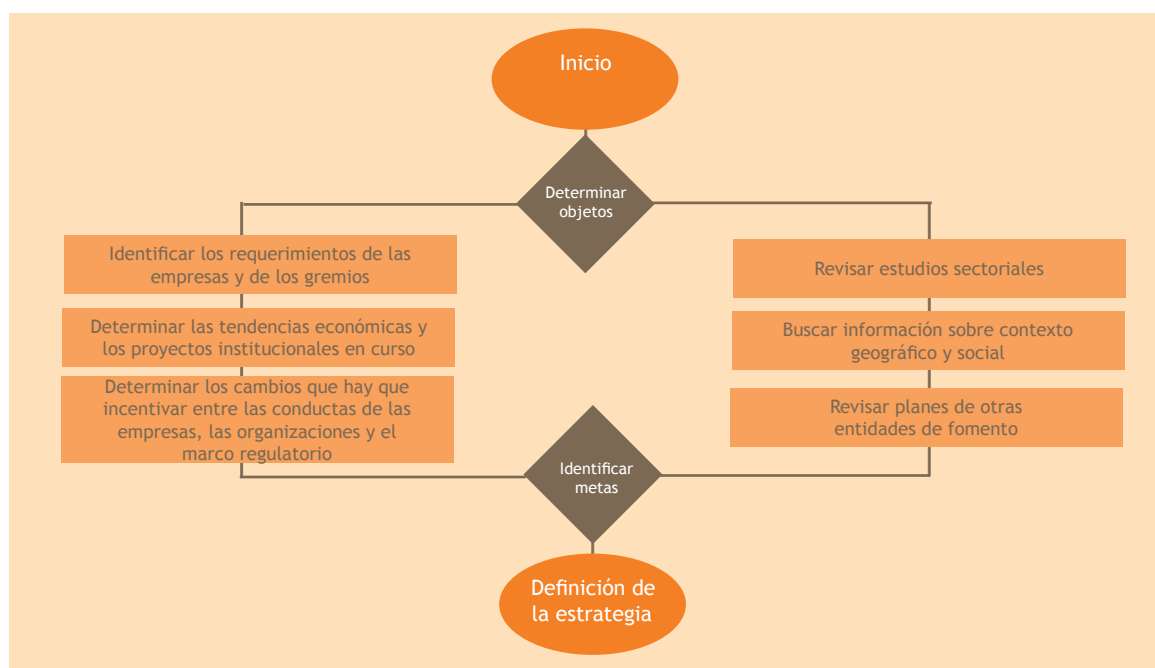 Inicio
Determinar
objetos
Identificar los requerimientos de las
empresas y de los gremios
Determinar las tendencias económicas y
los proyectos institucionales en curso
Determinar los cambios que hay que
incentivar entre las conductas de las
empresas, las organizaciones y el
marco regulatorio
Revisar estudios sectoriales
Buscar información sobre contexto
geográfico y social
Revisar planes de otras
entidades de fomento
Identificar
metas
Definición de
la estrategia